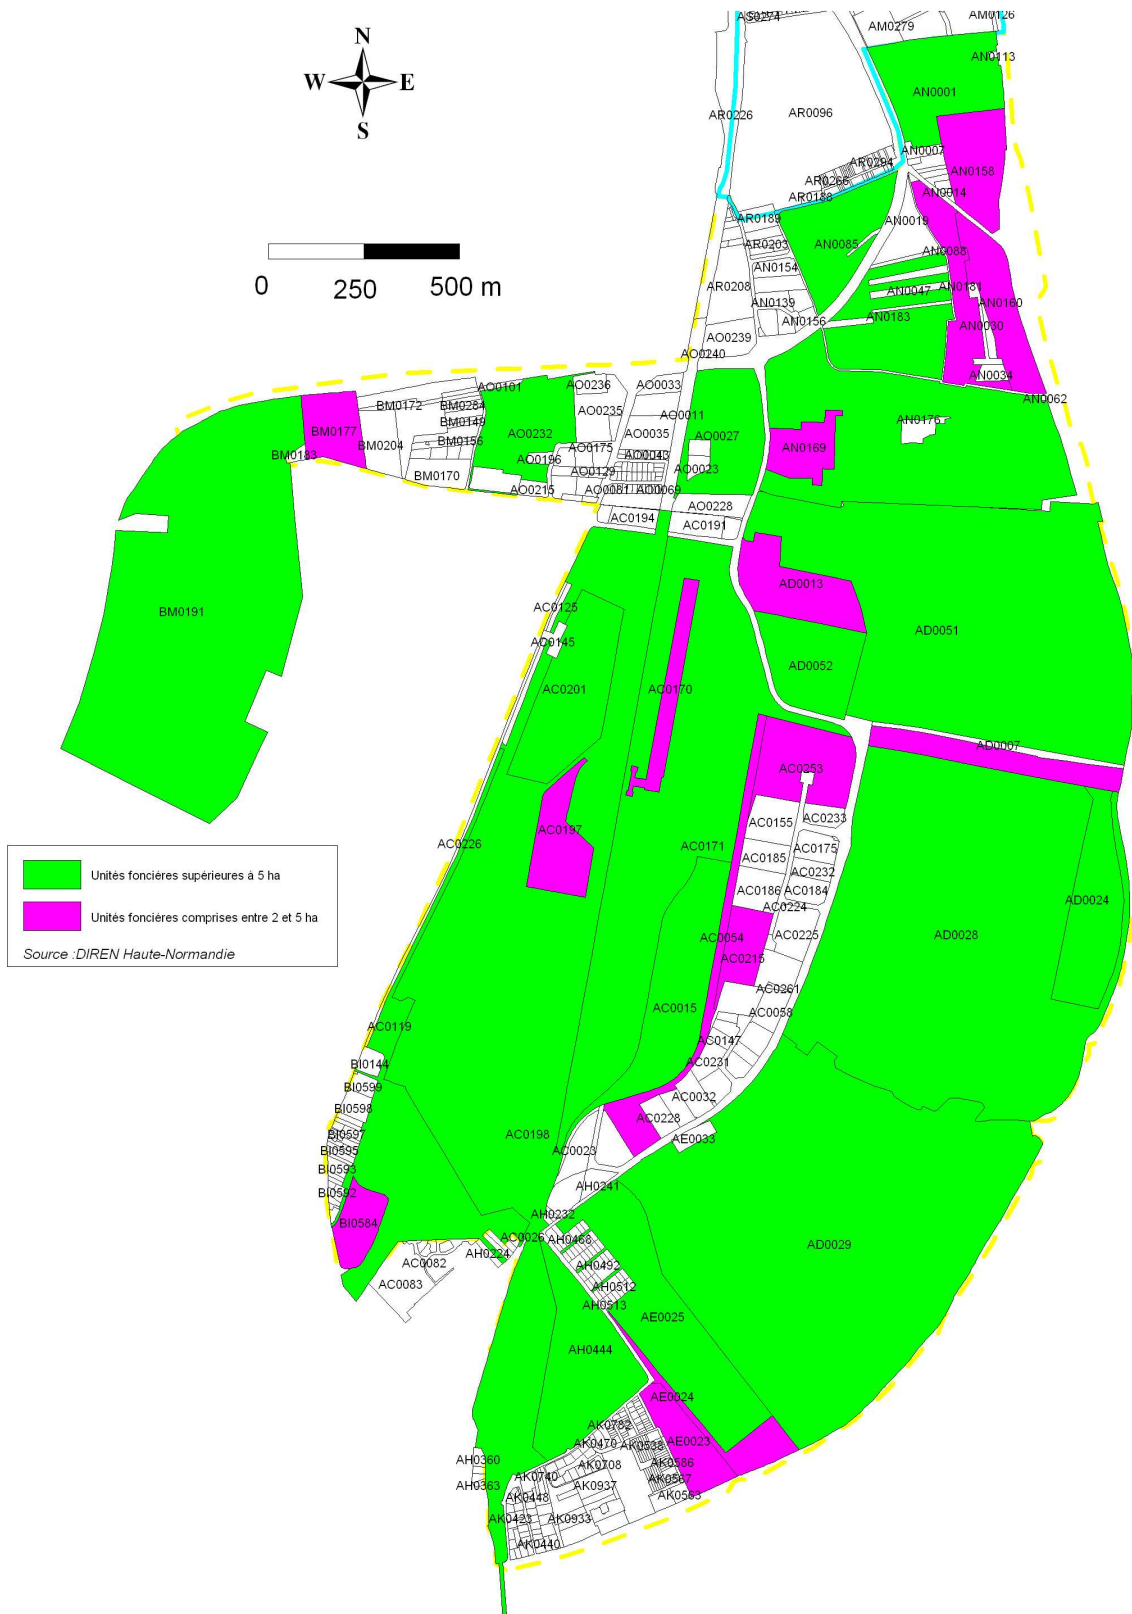 AS0274
AM0126
AM0279
N
W E
S
AN0113
AN0001
AR0226
AR0096
AN0007
AR0294
AN0158
AR0266
AN0014
AR0188
AR0189
AN0019
AR0203
AN0085
AN0088
AN0154
AR0208
AN0181
AN0047
AN0139
AN0160
AN0156
AN0183
AN0030
AO0239
AO0240
AN0034
0 250 500 m
AO0101
AO0236
AO0033
AN0062
BM0172
BM0284
AO0235
AO0011
BM0149
AN0176
BM0177
AO0232
AO0035
AO0027
BM0204
BM0156
AO0175
AN0169
BM0183
AO0196
AO0043
BM0170
AO0129
AO0023
AO0215
AO0081
AO0069
AO0228
AC0194
AC0191
AD0013
BM0191
AC0125
AD0051
AC0145
AD0052
AC0201
AC0170
AD0007
AC0253
AC0233
AC0155
AC0197
AC0226
AC0171
AC0175
AC0185
AC0232
Unités foncières supérieures à 5 ha
AC0186
AC0184
AD0024
AC0224
Unités foncières comprises entre 2 et 5 ha
AC0054
AC0225
AD0028
Source :DIREN Haute-Normandie
AC0215
AC0261
AC0015
AC0058
AC0119
AC0147
BI0144
AC0231
BI0599
AC0032
BI0598
AC0228
BI0597
AC0198
AE0033
BI0595
AC0023
BI0593
AH0241
BI0592
AH0232
BI0584
AC0026
AH0468
AD0029
AH0224
AC0082
AH0492
AC0083
AH0512
AH0513
AE0025
AH0444
AE0024
AK0782
AE0023
AK0470
AK0538
AH0360
AK0708
AK0586
AK0740
AK0567
AH0363
AK0937
AK0448
AK0563
AK0423
AK0933
AK0440